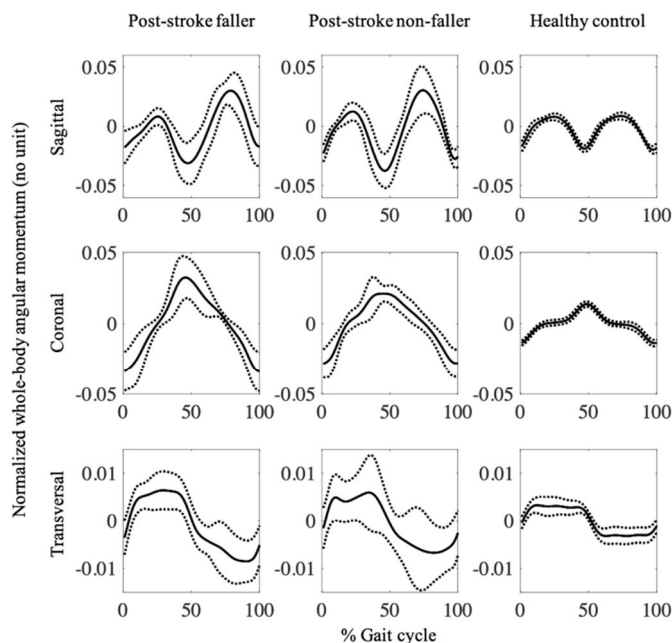 Post-stroke faller Post-stroke non-faller Healthy control
Normalized whole-body angular momentum (no unit)
Sagittal
0.05 0.05 0.05
0 0 0
-0.05 -0.05 -0.05
0 50 100 0 50 100 0 50 100
Coronal
0.05 0.05 0.05
0 0 0
-0.05 -0.05 -0.05
0 50 100 0 50 100 0 50 100
Transversal
0.01 0.01 0.01
0 0 0
-0.01 -0.01 -0.01
0 50 100 0 50 100 0 50 100
% Gait cycle